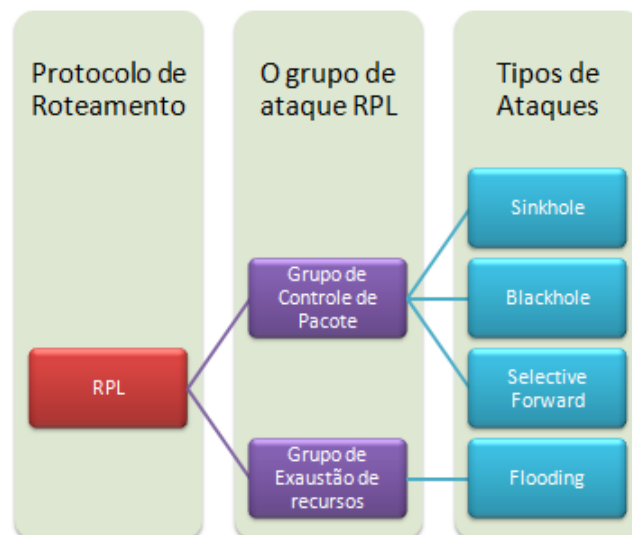 Protocolo de
Roteamento
O grupo de
ataque RPL
Tipos de
Ataques
RPL
Grupo de
Controle de
Pacote
Grupo de
Exaustão de
recursos
Sinkhole
Blackhole
Selective
Forward
Flooding